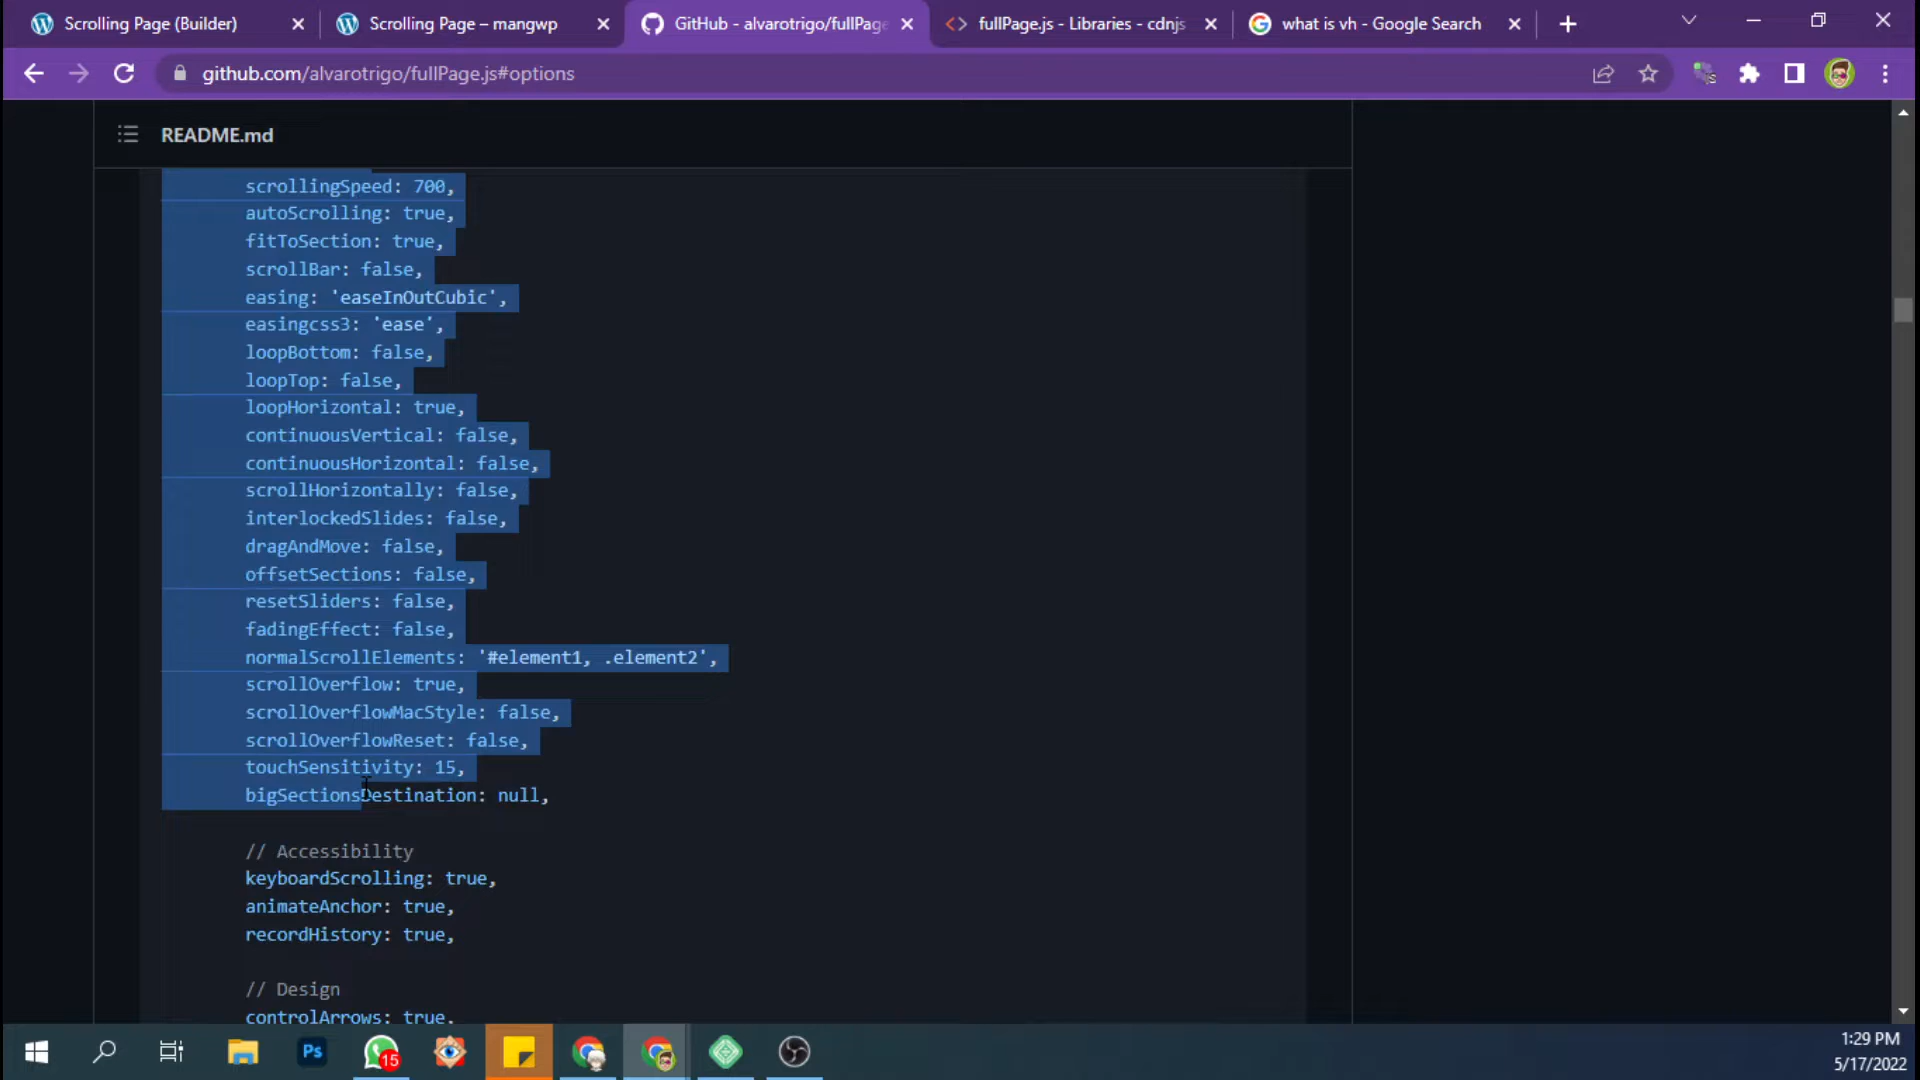 Scrolling Page (Builder)
Scrolling Page – mangwp
GitHub - alvarotrigo/fullPage
fullPage.js - Libraries - cdnjs
what is vh - Google Search
github.com/alvarotrigo/fullPage.js#options
README.md
scrollingSpeed: 700,
autoScrolling: true,
fitToSection: true,
scrollBar: false,
easing: 'easeInOutCubic',
easingcss3: 'ease',
loopBottom: false,
loopTop: false,
loopHorizontal: true,
continuousVertical: false,
continuousHorizontal: false,
scrollHorizontally: false,
interlockedSlides: false,
dragAndMove: false,
offsetSections: false,
resetSliders: false,
fadingEffect: false,
normalScrollElements: '#element1, .element2',
scrollOverflow: true,
scrollOverflowMacStyle: false,
scrollOverflowReset: false,
touchSensitivity: 15,
bigSectionsDestination: null,
// Accessibility
keyboardScrolling: true,
animateAnchor: true,
recordHistory: true,
// Design
controlArrows: true,
Ps
15
1:29 PM
5/17/2022